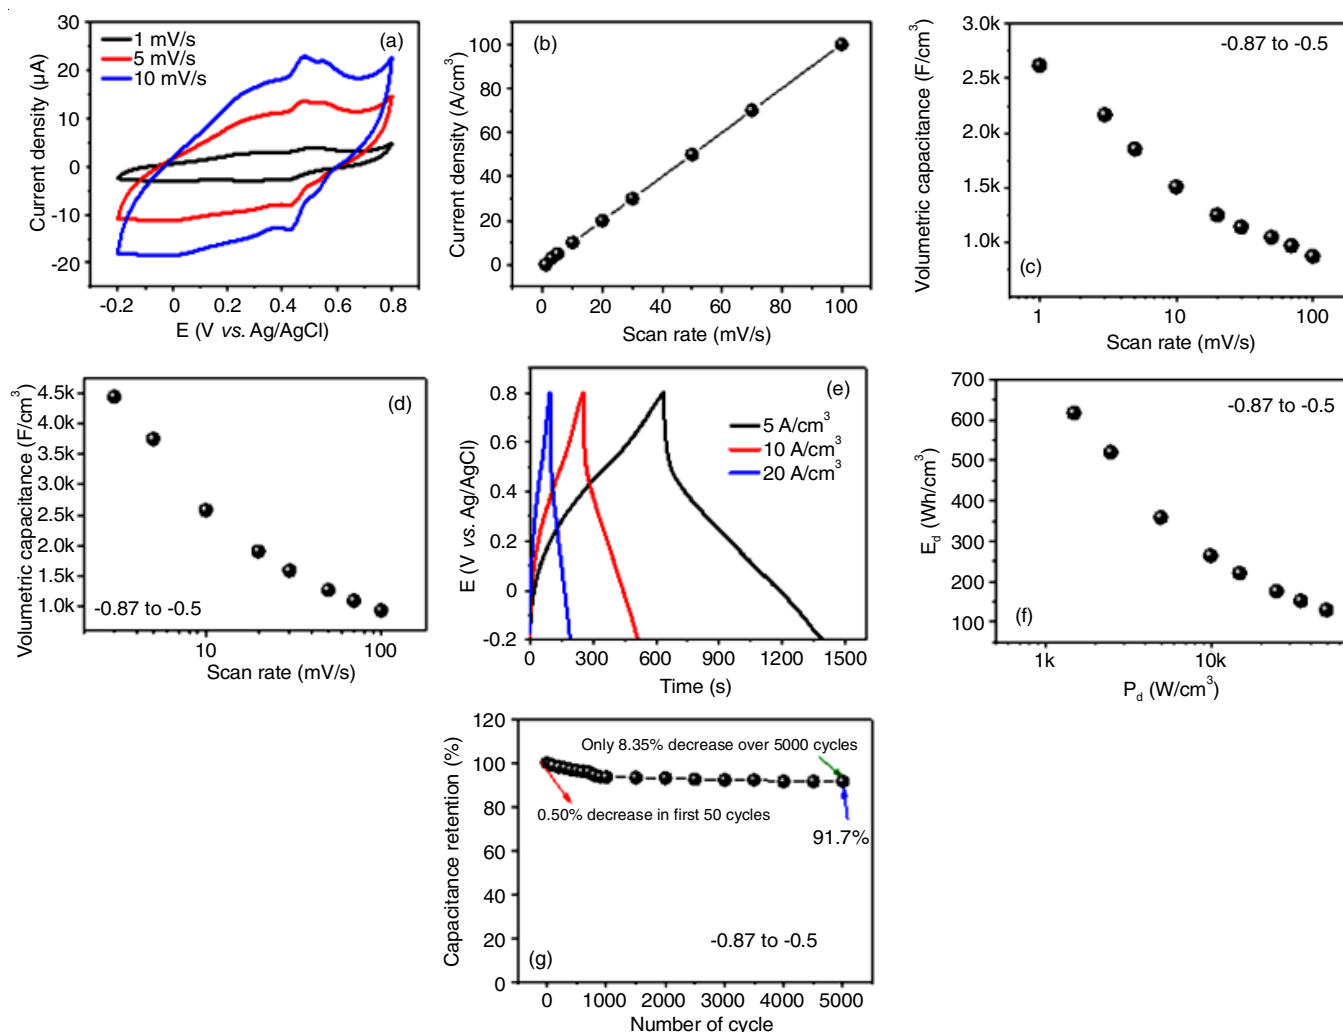 30
20
10
0
-10
-20
1 mV/s
5 mV/s
10 mV/s
(a)
Current density (µA)
-0.2 0 0.2 0.4 0.6 0.8
E (V vs. Ag/AgCl)
100
80
60
40
20
0
(b)
Current density (A/cm³)
0 20 40 60 80 100
Scan rate (mV/s)
3.0k
2.5k
2.0k
1.5k
1.0k
-0.87 to -0.5
(c)
Volumetric capacitance (F/cm³)
1 10 100
Scan rate (mV/s)
4.5k
4.0k
3.5k
3.0k
2.5k
2.0k
1.5k
1.0k
(d)
-0.87 to -0.5
Volumetric capacitance (F/cm³)
10 100
Scan rate (mV/s)
0.8
0.6
0.4
0.2
0
-0.2
(e)
5 A/cm³
10 A/cm³
20 A/cm³
E (V vs. Ag/AgCl)
0 300 600 900 1200 1500
Time (s)
700
600
500
400
300
200
100
-0.87 to -0.5
(f)
E_d (Wh/cm³)
1k 10k
P_d (W/cm³)
120
100
80
60
40
20
0
Only 8.35% decrease over 5000 cycles
0.50% decrease in first 50 cycles
91.7%
-0.87 to -0.5
(g)
Capacitance retention (%)
0 1000 2000 3000 4000 5000
Number of cycle